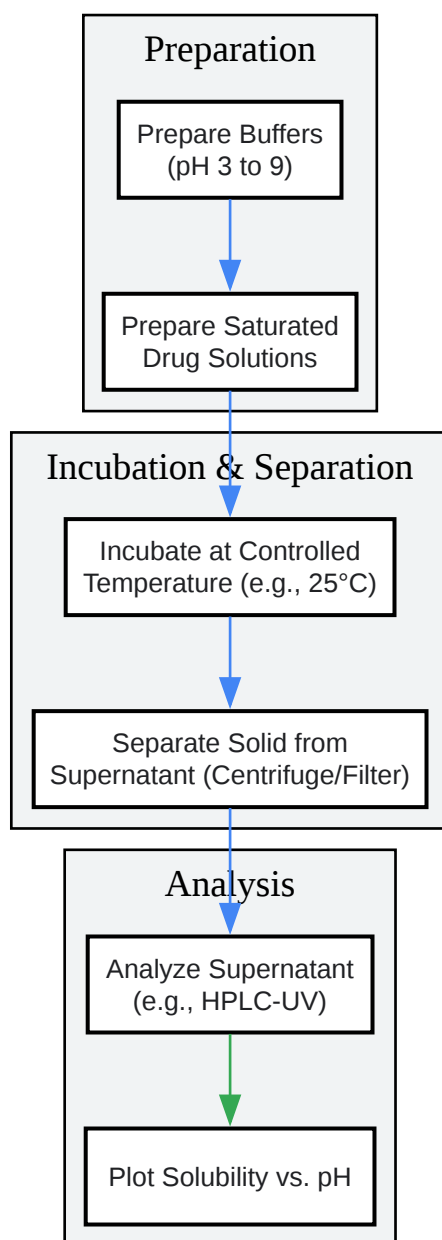 Preparation
Prepare Buffers
(pH 3 to 9)
Prepare Saturated
Drug Solutions
Incubation & Separation
Incubate at Controlled
Temperature (e.g., 25°C)
Separate Solid from
Supernatant (Centrifuge/Filter)
Analysis
Analyze Supernatant
(e.g., HPLC-UV)
Plot Solubility vs. pH